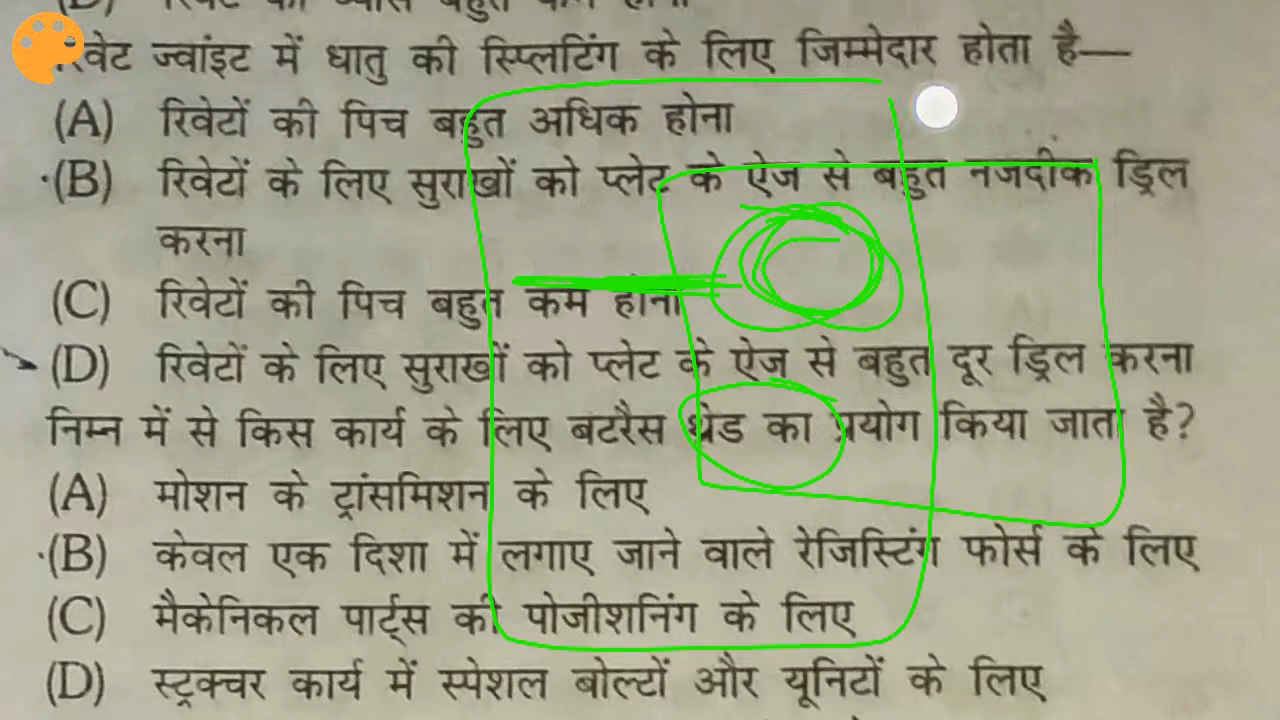 रिवेट ज्वांइट में धातु की स्प्लिटिंग के लिए जिम्मेदार होता है—
(A) रिवेटों की पिच बहुत अधिक होना
(B) रिवेटों के लिए सुराखों को प्लेट के ऐज से बहुत नजदीक ड्रिल
करना
(C) रिवेटों की पिच बहुत कम होना
(D) रिवेटों के लिए सुराखों को प्लेट के ऐज से बहुत दूर ड्रिल करना
निम्न में से किस कार्य के लिए बटरैस थ्रेड का प्रयोग किया जाता है?
(A) मोशन के ट्रांसमिशन के लिए
(B) केवल एक दिशा में लगाए जाने वाले रेजिस्टिंग फोर्स के लिए
(C) मैकेनिकल पार्ट्स की पोजीशनिंग के लिए
(D) स्ट्रक्चर कार्य में स्पेशल बोल्टों और यूनिटों के लिए